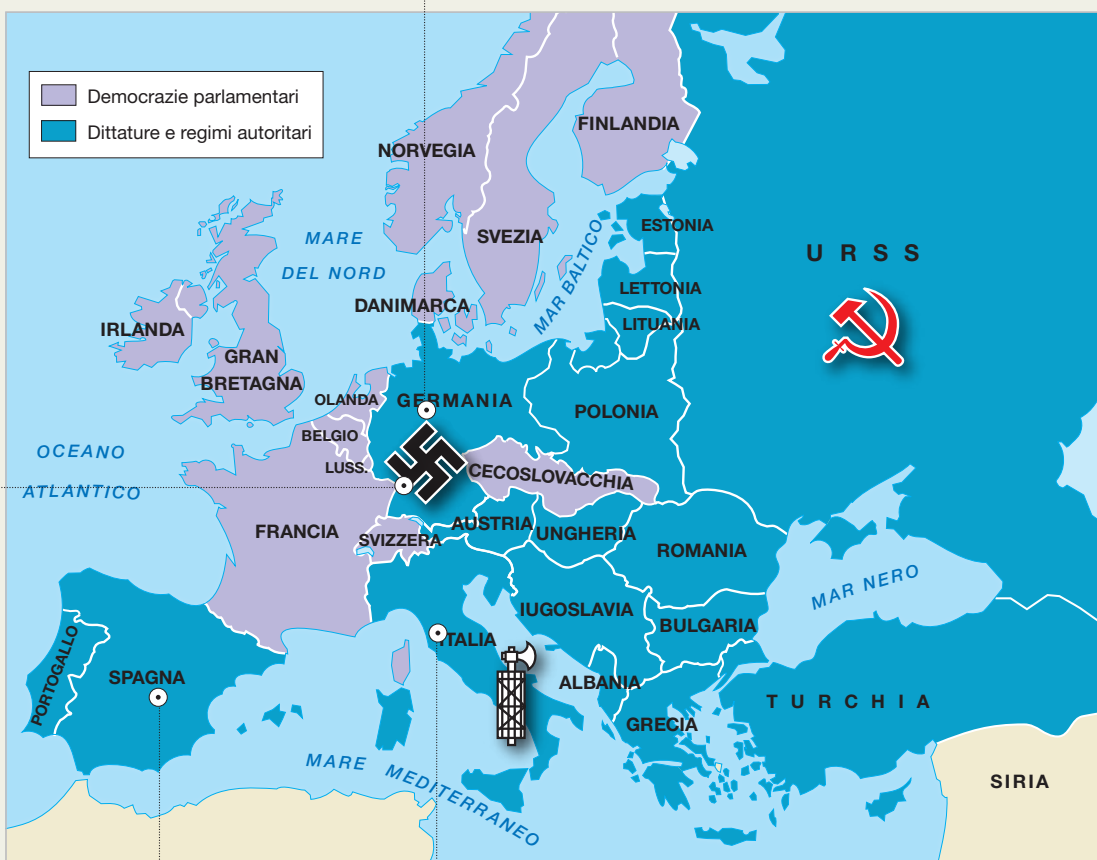 Democrazie parlamentari
Dittature e regimi autoritari
FINLANDIA
NORVEGIA
SVEZIA
ESTONIA
MARE
DEL NORD
MAR BALTICO
URSS
LETTONIA
DANIMARCA
LITUANIA
IRLANDA
GRAN
BRETAGNA
OLANDA
GERMANIA
POLONIA
BELGIO
OCEANO
ATLANTICO
LUSS.
CECOSLOVACCHIA
FRANCIA
SVIZZERA
AUSTRIA
UNGHERIA
ROMANIA
MAR NERO
IUGOSLAVIA
BULGARIA
ITALIA
PORTOGALLO
SPAGNA
ALBANIA
TURCHIA
GRECIA
MARE MEDITERRANEO
SIRIA